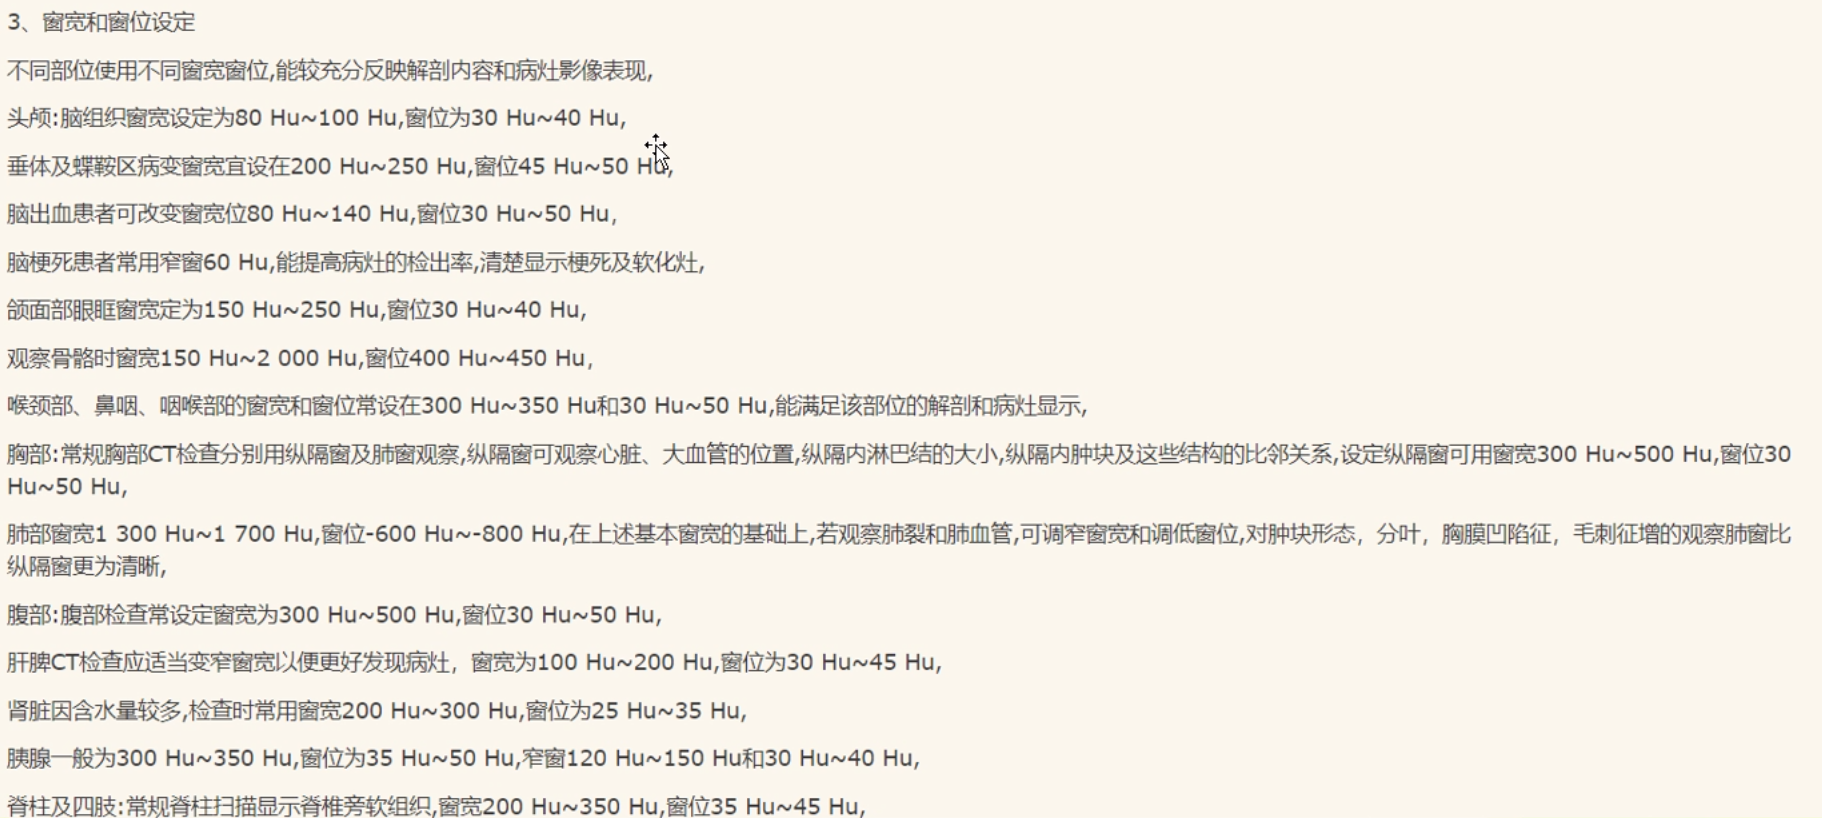 3、窗宽和窗位设定
不同部位使用不同窗宽窗位,能较充分反映解剖内容和病灶影像表现,
头颅:脑组织窗宽设定为80 Hu~100 Hu,窗位为30 Hu~40 Hu,
垂体及蝶鞍区病变窗宽宜设在200 Hu~250 Hu,窗位45 Hu~50 Hu,
脑出血患者可改变窗宽位80 Hu~140 Hu,窗位30 Hu~50 Hu,
脑梗死患者常用窄窗60 Hu,能提高病灶的检出率,清楚显示梗死及软化灶,
颌面部眼眶窗宽定为150 Hu~250 Hu,窗位30 Hu~40 Hu,
观察骨骼时窗宽150 Hu~2 000 Hu,窗位400 Hu~450 Hu,
喉颈部、鼻咽、咽喉部的窗宽和窗位常设在300 Hu~350 Hu和30 Hu~50 Hu,能满足该部位的解剖和病灶显示,
胸部:常规胸部CT检查分别用纵隔窗及肺窗观察,纵隔窗可观察心脏、大血管的位置,纵隔内淋巴结的大小,纵隔内肿块及这些结构的比邻关系,设定纵隔窗可用窗宽300 Hu~500 Hu,窗位30
Hu~50 Hu,
肺部窗宽1 300 Hu~1 700 Hu,窗位-600 Hu~-800 Hu,在上述基本窗宽的基础上,若观察肺裂和肺血管,可调窄窗宽和调低窗位,对肿块形态，分叶，胸膜凹陷征，毛刺征增的观察肺窗比
纵隔窗更为清晰,
腹部:腹部检查常设定窗宽为300 Hu~500 Hu,窗位30 Hu~50 Hu,
肝脾CT检查应适当变窄窗宽以便更好发现病灶，窗宽为100 Hu~200 Hu,窗位为30 Hu~45 Hu,
肾脏因含水量较多,检查时常用窗宽200 Hu~300 Hu,窗位为25 Hu~35 Hu,
胰腺一般为300 Hu~350 Hu,窗位为35 Hu~50 Hu,窄窗120 Hu~150 Hu和30 Hu~40 Hu,
脊柱及四肢:常规脊柱扫描显示脊椎旁软组织,窗宽200 Hu~350 Hu,窗位35 Hu~45 Hu,